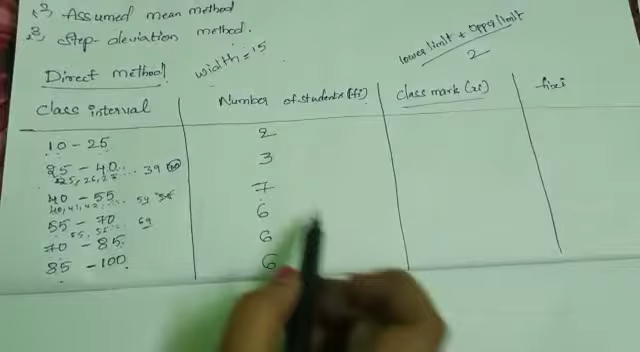 2, Assumed mean method
3, Step-deviation method.
Direct method
width = 15
lower limit + Upper limit
2
Class interval Number of students (fi) class mark (xi) fixi
10 - 25 2
25 - 40 39 3
25, 26, 27
40 - 55 7
40, 41, 42 54
55 - 70 6
69
70 - 85 6
85 - 100 6